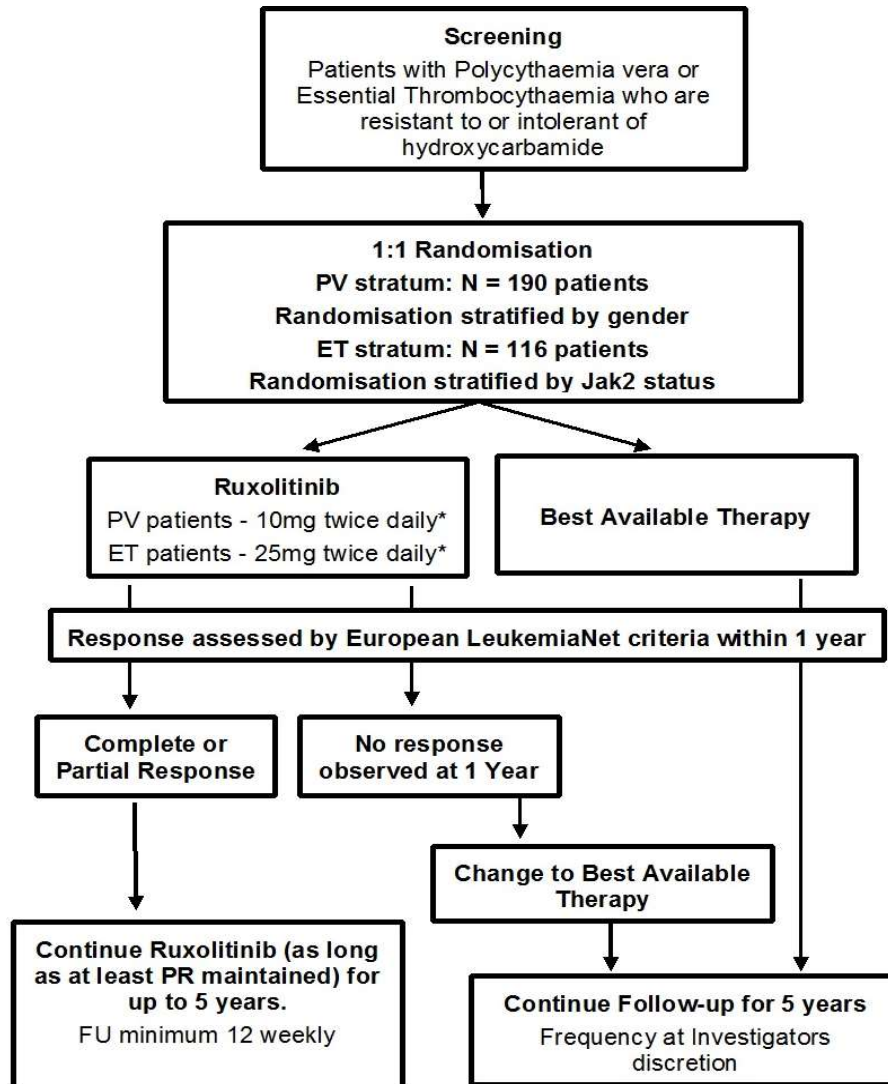 Screening
Patients with Polycythaemia vera or
Essential Thrombocythaemia who are
resistant to or intolerant of
hydroxycarbamide
1:1 Randomisation
PV stratum: N = 190 patients
Randomisation stratified by gender
ET stratum: N = 116 patients
Randomisation stratified by Jak2 status
Ruxolitinib
PV patients - 10mg twice daily*
ET patients - 25mg twice daily*
Best Available Therapy
Response assessed by European LeukemiaNet criteria within 1 year
Complete or
Partial Response
No response
observed at 1 Year
Change to Best Available
Therapy
Continue Ruxolitinib (as long
as at least PR maintained) for
up to 5 years.
FU minimum 12 weekly
Continue Follow-up for 5 years
Frequency at Investigators
discretion